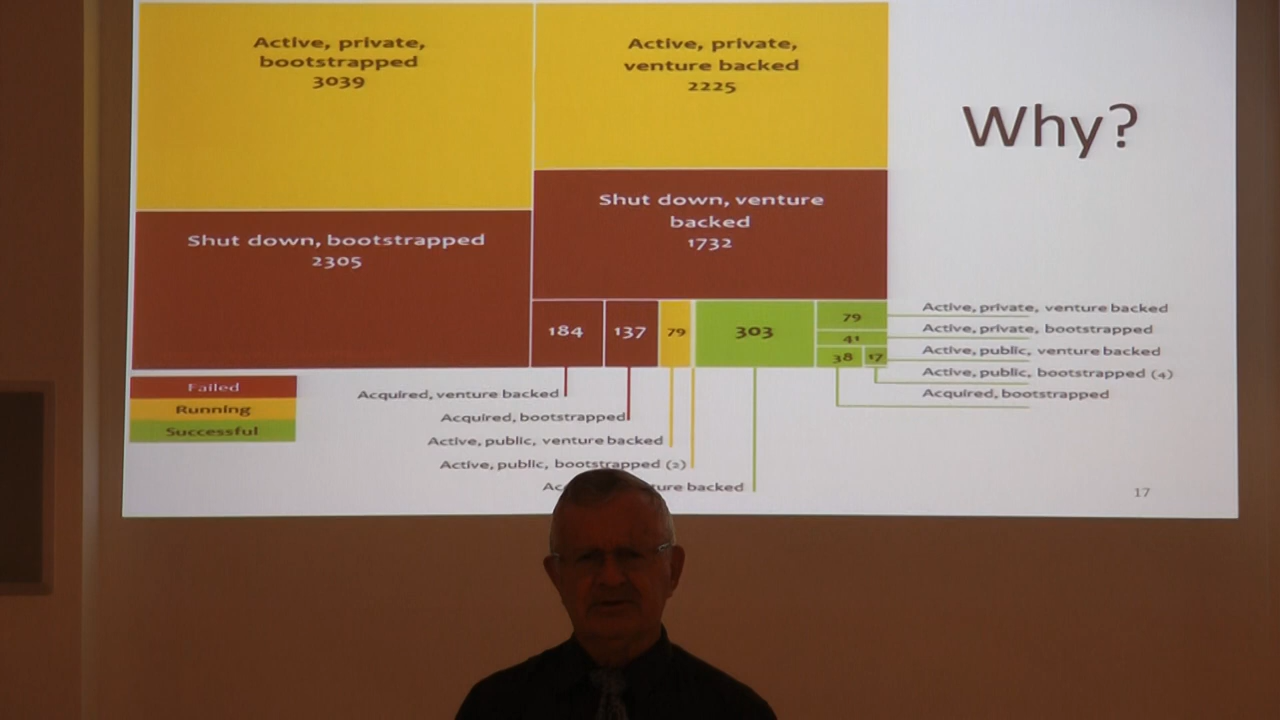 Active, private,
bootstrapped
3039
Active, private,
venture backed
2225
Why?
Shut down, bootstrapped
2305
Shut down, venture
backed
1732
184
137
79
303
79
41
38
17
Active, private, venture backed
Active, private, bootstrapped
Active, public, venture backed
Active, public, bootstrapped (4)
Acquired, bootstrapped
Failed
Running
Successful
Acquired, venture backed
Acquired, bootstrapped
Active, public, venture backed
Active, public, bootstrapped (2)
backed
17